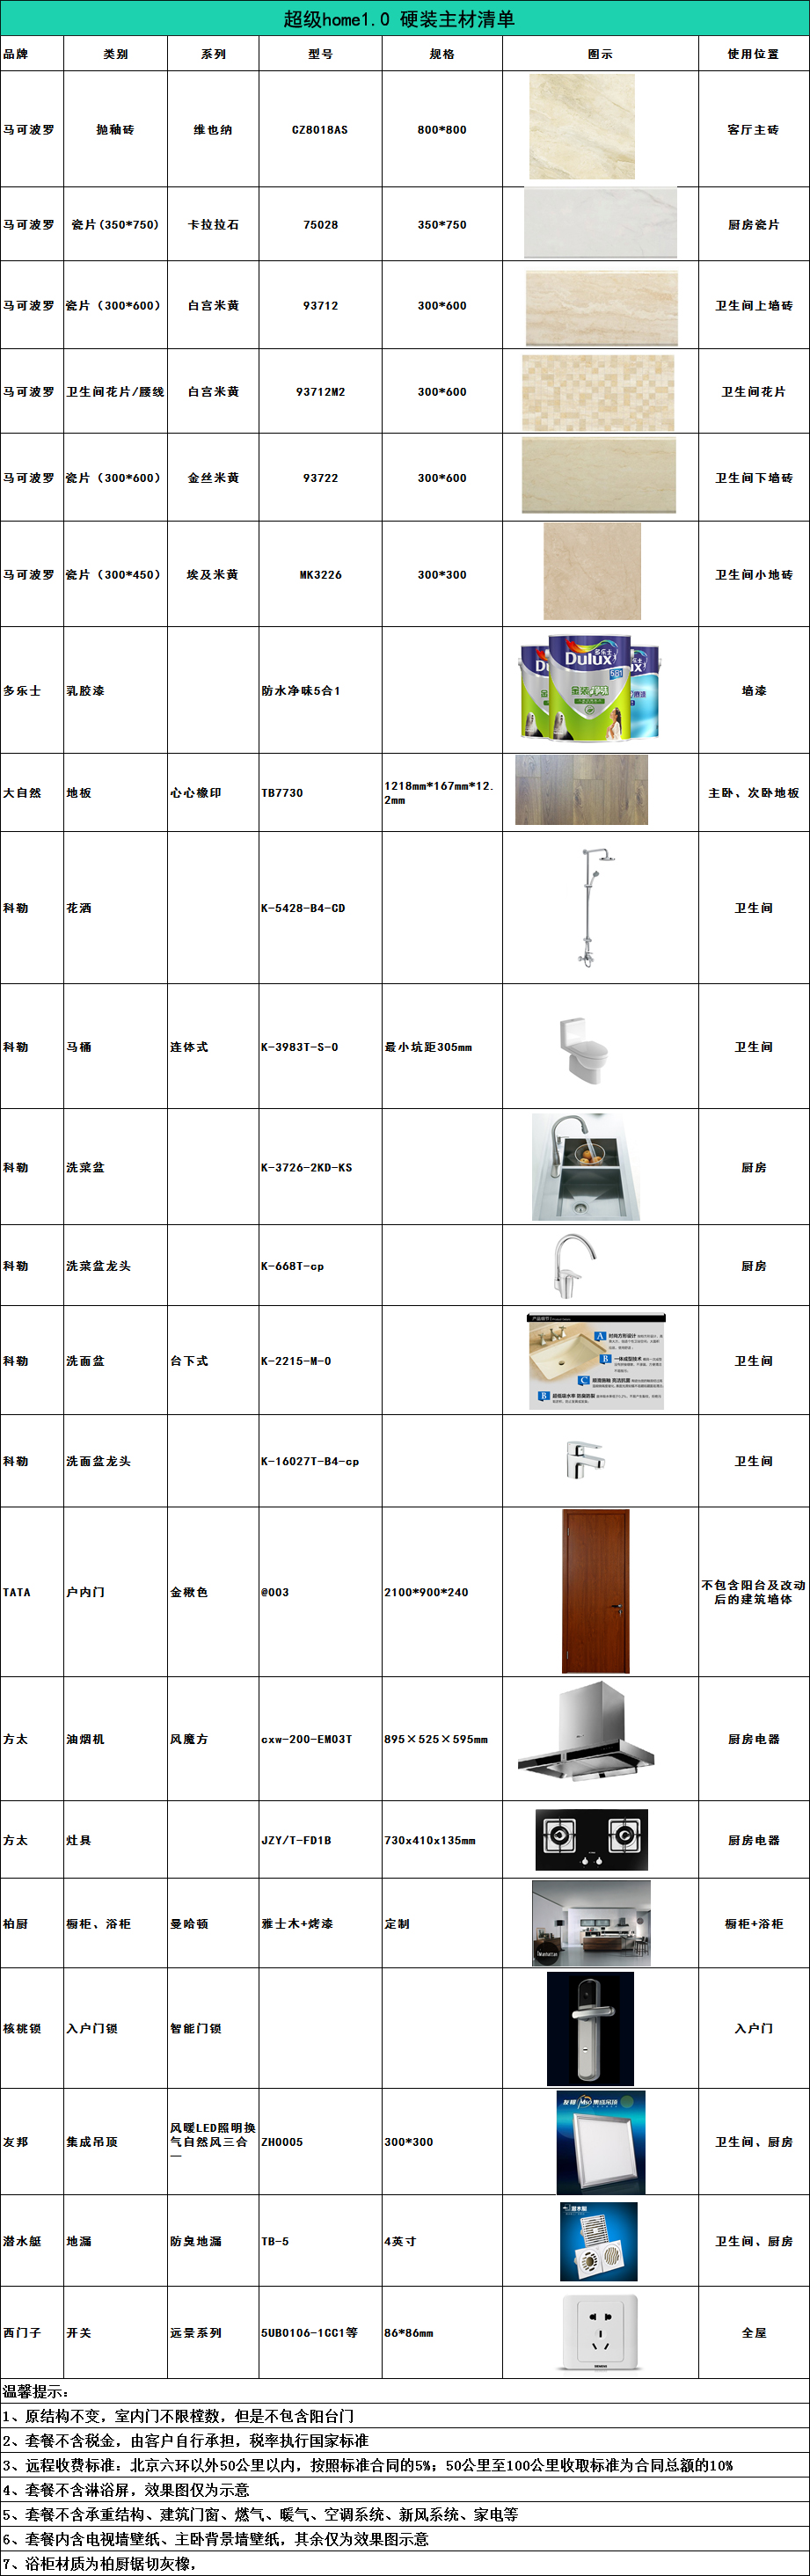 超级home1.0 硬装主材清单
品牌 类别 系列 型号 规格 图示 使用位置
马可波罗 抛釉砖 维也纳 CZ8018AS 800*800 客厅主砖
马可波罗 瓷片(350*750) 卡拉拉石 75028 350*750 厨房瓷片
马可波罗 瓷片（300*600） 白宫米黄 93712 300*600 卫生间上墙砖
马可波罗 卫生间花片/腰线 白宫米黄 93712M2 300*600 卫生间花片
马可波罗 瓷片（300*600） 金丝米黄 93722 300*600 卫生间下墙砖
马可波罗 瓷片（300*450） 埃及米黄 MK3226 300*300 卫生间小地砖
多乐士 乳胶漆 防水净味5合1 墙漆
多乐士
Dulux
5合1
金装净味
大自然 地板 心心橡印 TB7730 1218mm*167mm*12.
2mm 主卧、次卧地板
科勒 花洒 K-5428-B4-CD 卫生间
科勒 马桶 连体式 K-3983T-S-0 最小坑距305mm 卫生间
科勒 洗菜盆 K-3726-2KD-KS 厨房
科勒 洗菜盆龙头 K-668T-cp 厨房
科勒 洗面盆 台下式 K-2215-M-0 卫生间
产品细节
A 时尚方形设计
B 一体成型技术
C
B
科勒 洗面盆龙头 K-16027T-B4-cp 卫生间
TATA 户内门 金楸色 @003 2100*900*240 不包含阳台及改动
后的建筑墙体
方太 油烟机 风魔方 cxw-200-EM03T 895×525×595mm 厨房电器
方太 灶具 JZY/T-FD1B 730x410x135mm 厨房电器
柏厨 橱柜、浴柜 曼哈顿 雅士木+烤漆 定制 橱柜+浴柜
Manhattan
核桃锁 入户门锁 智能门锁 入户门
友邦 集成吊顶 风暖LED照明换
气自然风三合
一 ZH0005 300*300 卫生间、厨房
友邦 集成吊顶
潜水艇 地漏 防臭地漏 TB-5 4英寸 卫生间、厨房
潜水艇
西门子 开关 远景系列 5UB0106-1CC1等 86*86mm 全屋
SIEMENS
温馨提示：
1、原结构不变，室内门不限樘数，但是不包含阳台门
2、套餐不含税金，由客户自行承担，税率执行国家标准
3、远程收费标准：北京六环以外50公里以内，按照标准合同的5%；50公里至100公里收取标准为合同总额的10%
4、套餐不含淋浴屏，效果图仅为示意
5、套餐不含承重结构、建筑门窗、燃气、暖气、空调系统、新风系统、家电等
6、套餐内含电视墙壁纸、主卧背景墙壁纸，其余仅为效果图示意
7、浴柜材质为柏厨锯切灰橡，